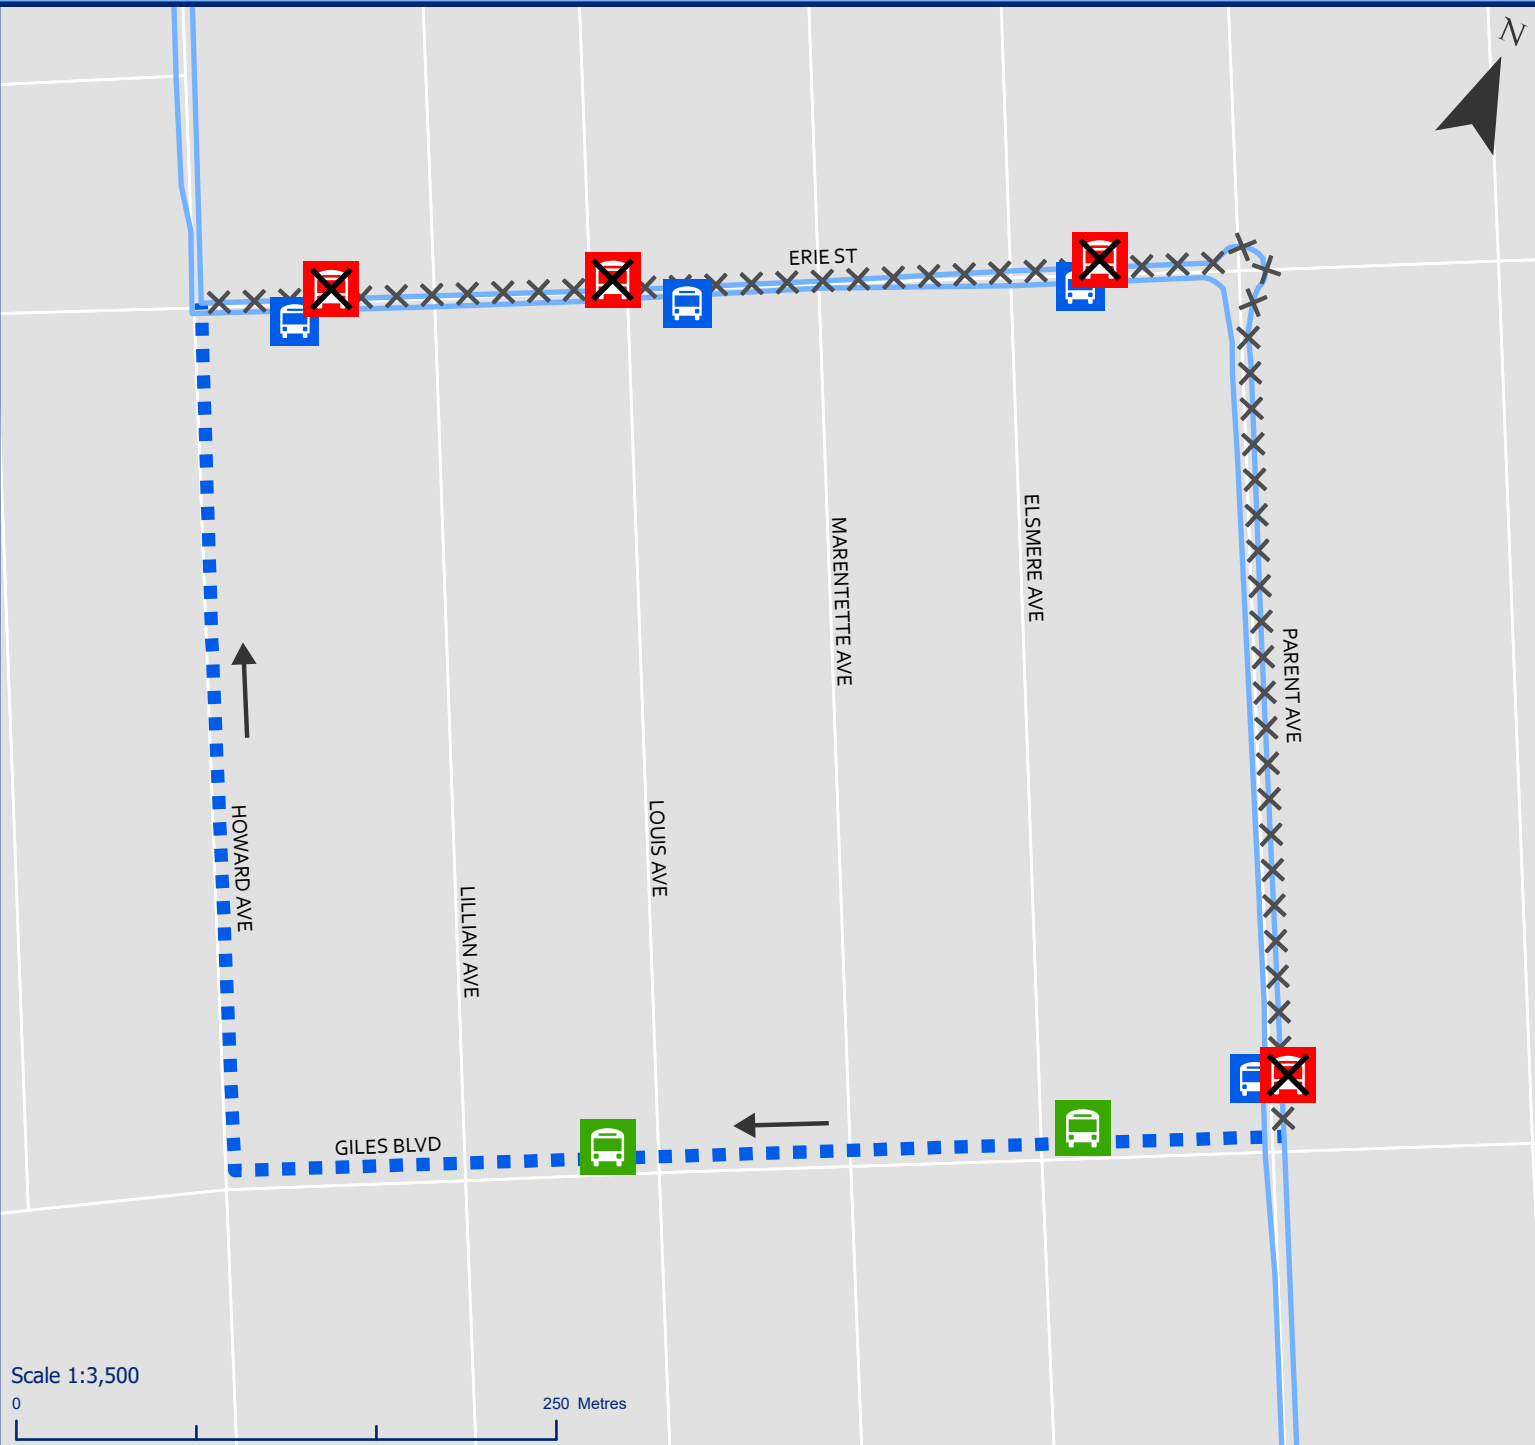 N
ERIE ST
ELSMERE AVE
MARENTETTE AVE
PARENT AVE
LOUIS AVE
HOWARD AVE
LILLIAN AVE
GILES BLVD
Scale 1:3,500
0 250 Metres